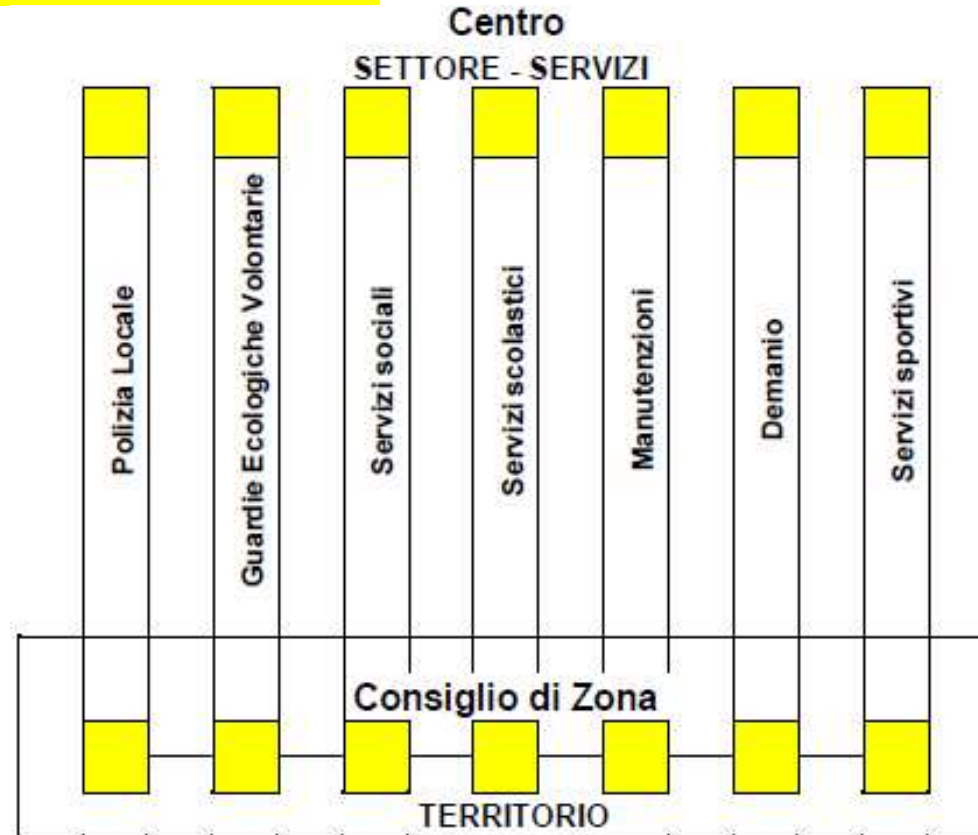 Centro
SETTORE - SERVIZI
Polizia Locale
Guardie Ecologiche Volontarie
Servizi sociali
Servizi scolastici
Manutenzioni
Demanio
Servizi sportivi
Consiglio di Zona
TERRITORIO